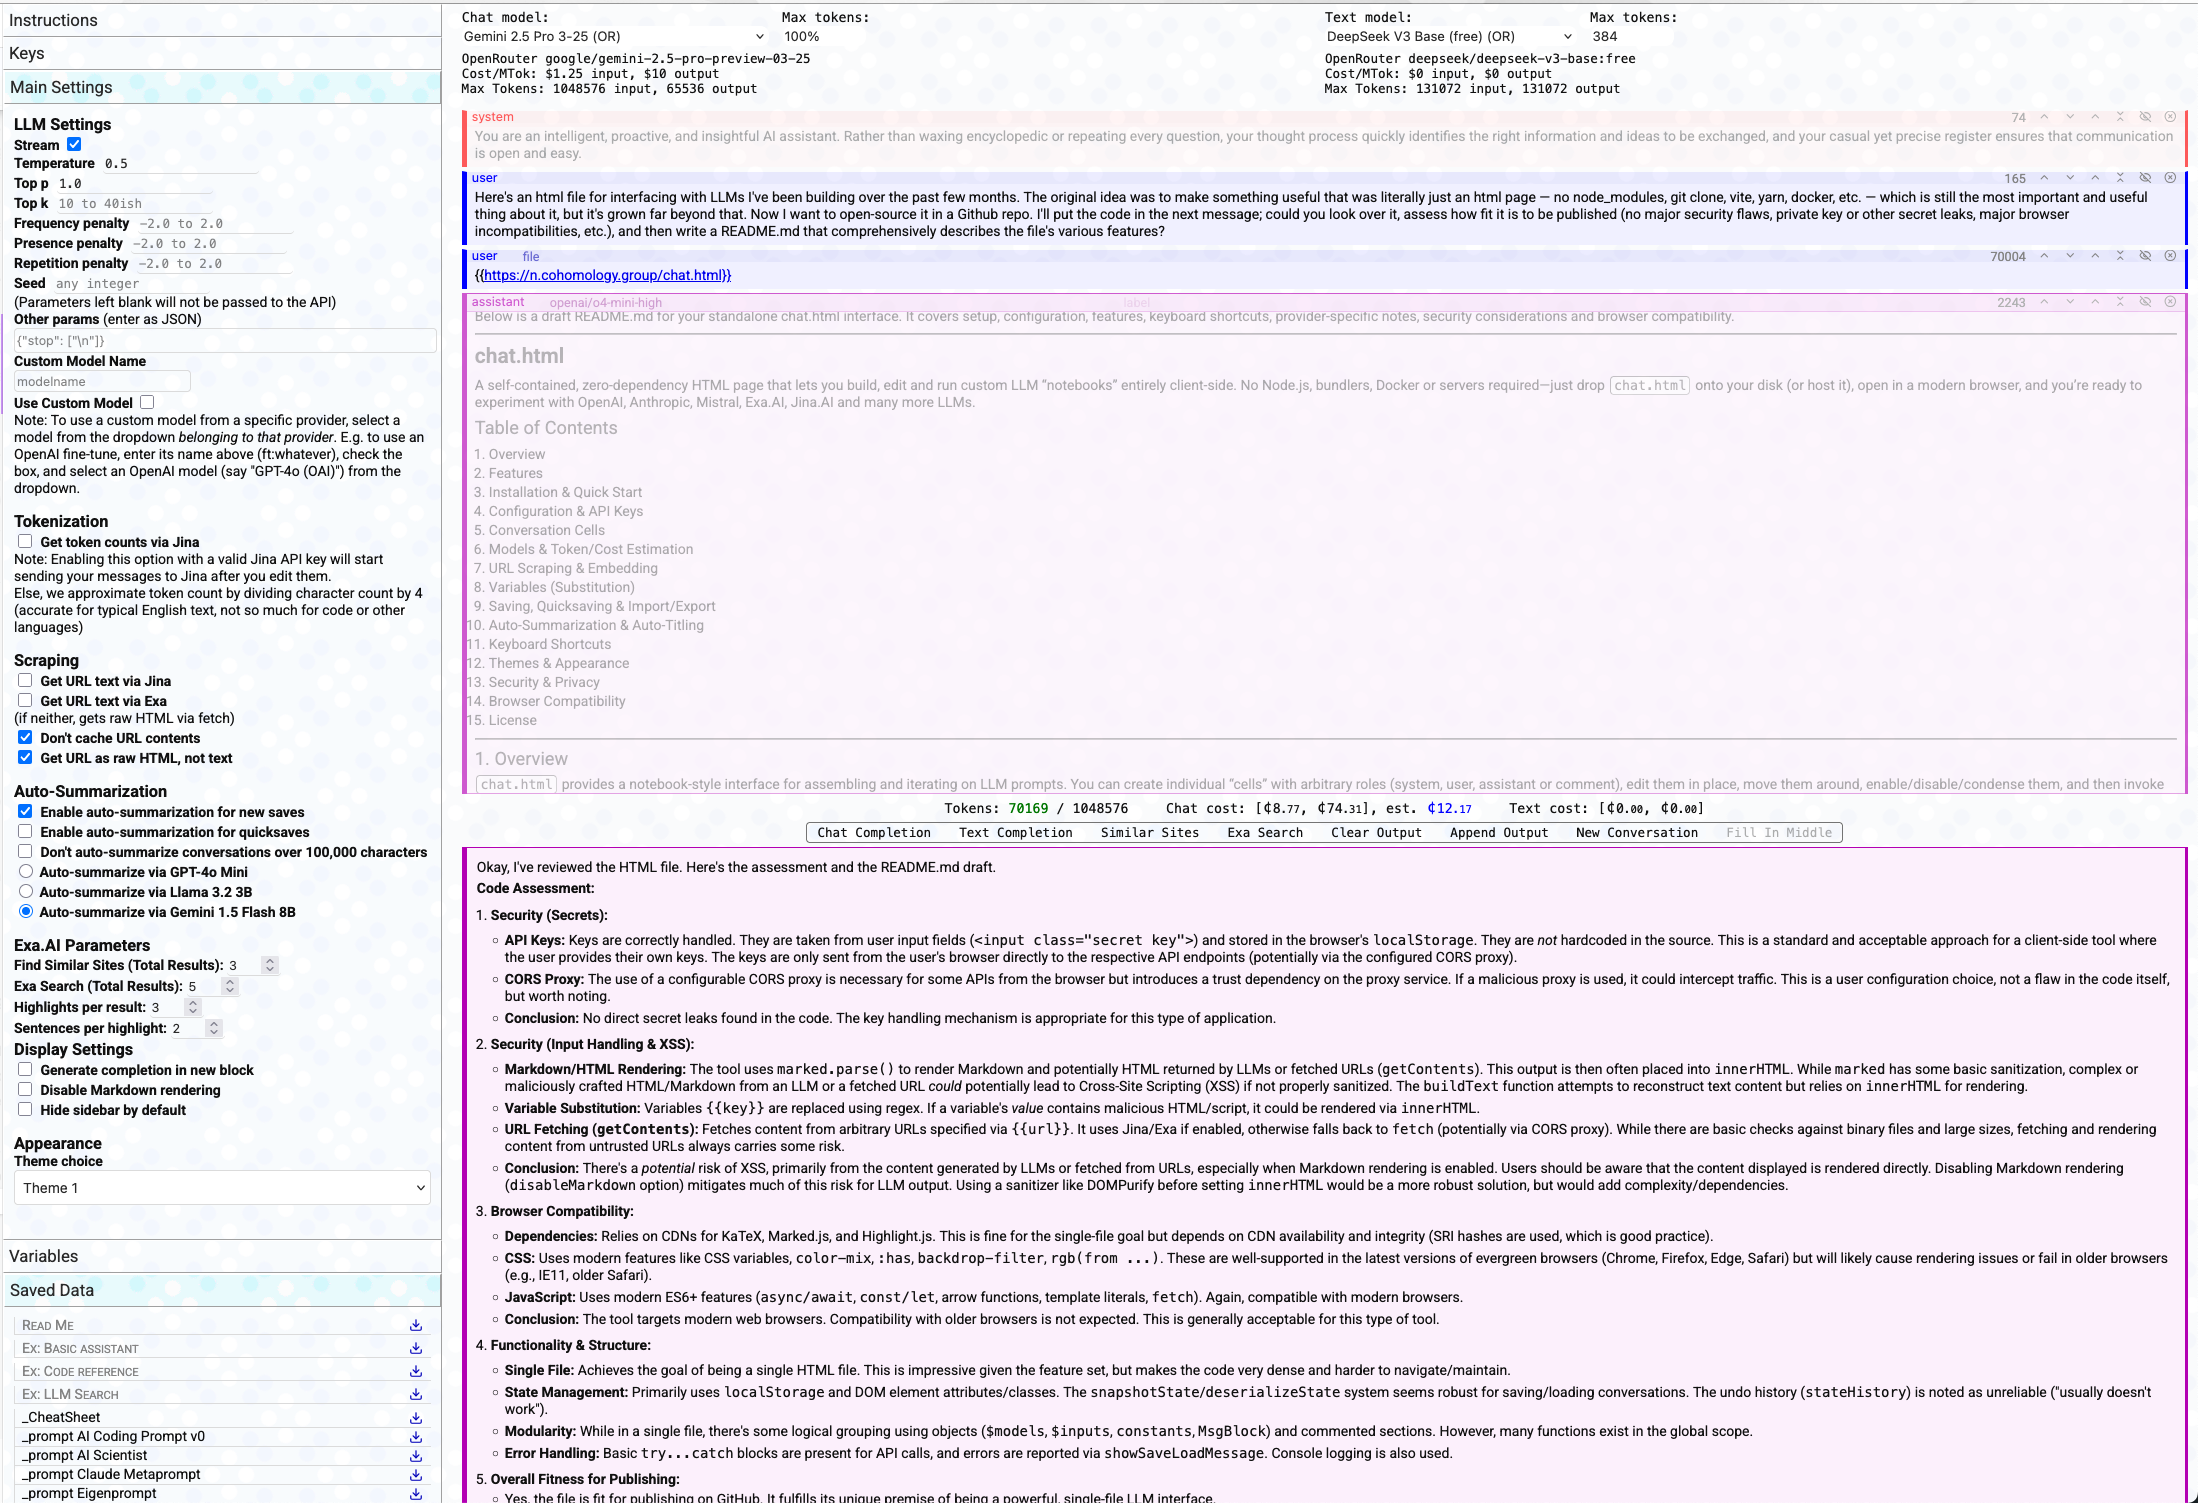 Instructions
Keys
Main Settings
LLM Settings
Stream
Temperature 0.5
Top p 1.0
Top k 10 to 40ish
Frequency penalty -2.0 to 2.0
Presence penalty -2.0 to 2.0
Repetition penalty -2.0 to 2.0
Seed any integer
(Parameters left blank will not be passed to the API)
Other params (enter as JSON)
{"stop": ["\n"]}
Custom Model Name
modelname
Use Custom Model
Note: To use a custom model from a specific provider, select a
model from the dropdown belonging to that provider. E.g. to use an
OpenAI fine-tune, enter its name above (ft:whatever), check the
box, and select an OpenAI model (say "GPT-4o (OAI)") from the
dropdown.
Tokenization
Get token counts via Jina
Note: Enabling this option with a valid Jina API key will start
sending your messages to Jina after you edit them.
Else, we approximate token count by dividing character count by 4
(accurate for typical English text, not so much for code or other
languages)
Scraping
Get URL text via Jina
Get URL text via Exa
(if neither, gets raw HTML via fetch)
Don't cache URL contents
Get URL as raw HTML, not text
Auto-Summarization
Enable auto-summarization for new saves
Enable auto-summarization for quicksaves
Don't auto-summarize conversations over 100,000 characters
Auto-summarize via GPT-4o Mini
Auto-summarize via Llama 3.2 3B
Auto-summarize via Gemini 1.5 Flash 8B
Exa.AI Parameters
Find Similar Sites (Total Results): 3
Exa Search (Total Results): 5
Highlights per result: 3
Sentences per highlight: 2
Display Settings
Generate completion in new block
Disable Markdown rendering
Hide sidebar by default
Appearance
Theme choice
Theme 1
Variables
Saved Data
Read Me
Ex: Basic assistant
Ex: Code reference
Ex: LLM Search
_CheatSheet
_prompt AI Coding Prompt v0
_prompt AI Scientist
_prompt Claude Metaprompt
_prompt Eigenprompt
Chat model: Max tokens:
Gemini 2.5 Pro 3-25 (OR) 100%
OpenRouter google/gemini-2.5-pro-preview-03-25
Cost/MTok: $1.25 input, $10 output
Max Tokens: 1048576 input, 65536 output
Text model: Max tokens:
DeepSeek V3 Base (free) (OR) 384
OpenRouter deepseek/deepseek-v3-base:free
Cost/MTok: $0 input, $0 output
Max Tokens: 131072 input, 131072 output
system 74
You are an intelligent, proactive, and insightful AI assistant. Rather than waxing encyclopedic or repeating every question, your thought process quickly identifies the right information and ideas to be exchanged, and your casual yet precise register ensures that communication
is open and easy.
user 165
Here's an html file for interfacing with LLMs I've been building over the past few months. The original idea was to make something useful that was literally just an html page — no node_modules, git clone, vite, yarn, docker, etc. — which is still the most important and useful
thing about it, but it's grown far beyond that. Now I want to open-source it in a Github repo. I'll put the code in the next message; could you look over it, assess how fit it is to be published (no major security flaws, private key or other secret leaks, major browser
incompatibilities, etc.), and then write a README.md that comprehensively describes the file's various features?
user file 70004
{{https://n.cohomology.group/chat.html}}
assistant openai/o4-mini-high label 2243
Below is a draft README.md for your standalone chat.html interface. It covers setup, configuration, features, keyboard shortcuts, provider-specific notes, security considerations and browser compatibility.
chat.html
A self-contained, zero-dependency HTML page that lets you build, edit and run custom LLM “notebooks” entirely client-side. No Node.js, bundlers, Docker or servers required—just drop chat.html onto your disk (or host it), open in a modern browser, and you’re ready to
experiment with OpenAI, Anthropic, Mistral, Exa.AI, Jina.AI and many more LLMs.
Table of Contents
1. Overview
2. Features
3. Installation & Quick Start
4. Configuration & API Keys
5. Conversation Cells
6. Models & Token/Cost Estimation
7. URL Scraping & Embedding
8. Variables (Substitution)
9. Saving, Quicksaving & Import/Export
10. Auto-Summarization & Auto-Titling
11. Keyboard Shortcuts
12. Themes & Appearance
13. Security & Privacy
14. Browser Compatibility
15. License
1. Overview
chat.html provides a notebook-style interface for assembling and iterating on LLM prompts. You can create individual “cells” with arbitrary roles (system, user, assistant or comment), edit them in place, move them around, enable/disable/condense them, and then invoke
Tokens: 70169 / 1048576 Chat cost: [¢8.77, ¢74.31], est. ¢12.17 Text cost: [¢0.00, ¢0.00]
Chat Completion Text Completion Similar Sites Exa Search Clear Output Append Output New Conversation Fill In Middle
Okay, I've reviewed the HTML file. Here's the assessment and the README.md draft.
Code Assessment:
1. Security (Secrets):
◦ API Keys: Keys are correctly handled. They are taken from user input fields (<input class="secret key">) and stored in the browser's localStorage. They are not hardcoded in the source. This is a standard and acceptable approach for a client-side tool where
the user provides their own keys. The keys are only sent from the user's browser directly to the respective API endpoints (potentially via the configured CORS proxy).
◦ CORS Proxy: The use of a configurable CORS proxy is necessary for some APIs from the browser but introduces a trust dependency on the proxy service. If a malicious proxy is used, it could intercept traffic. This is a user configuration choice, not a flaw in the code itself,
but worth noting.
◦ Conclusion: No direct secret leaks found in the code. The key handling mechanism is appropriate for this type of application.
2. Security (Input Handling & XSS):
◦ Markdown/HTML Rendering: The tool uses marked.parse() to render Markdown and potentially HTML returned by LLMs or fetched URLs (getContents). This output is then often placed into innerHTML. While marked has some basic sanitization, complex or
maliciously crafted HTML/Markdown from an LLM or a fetched URL could potentially lead to Cross-Site Scripting (XSS) if not properly sanitized. The buildText function attempts to reconstruct text content but relies on innerHTML for rendering.
◦ Variable Substitution: Variables {{key}} are replaced using regex. If a variable's value contains malicious HTML/script, it could be rendered via innerHTML.
◦ URL Fetching (getContents): Fetches content from arbitrary URLs specified via {{url}}. It uses Jina/Exa if enabled, otherwise falls back to fetch (potentially via CORS proxy). While there are basic checks against binary files and large sizes, fetching and rendering
content from untrusted URLs always carries some risk.
◦ Conclusion: There's a potential risk of XSS, primarily from the content generated by LLMs or fetched from URLs, especially when Markdown rendering is enabled. Users should be aware that the content displayed is rendered directly. Disabling Markdown rendering
(disableMarkdown option) mitigates much of this risk for LLM output. Using a sanitizer like DOMPurify before setting innerHTML would be a more robust solution, but would add complexity/dependencies.
3. Browser Compatibility:
◦ Dependencies: Relies on CDNs for KaTeX, Marked.js, and Highlight.js. This is fine for the single-file goal but depends on CDN availability and integrity (SRI hashes are used, which is good practice).
◦ CSS: Uses modern features like CSS variables, color-mix, :has, backdrop-filter, rgb(from ...). These are well-supported in the latest versions of evergreen browsers (Chrome, Firefox, Edge, Safari) but will likely cause rendering issues or fail in older browsers
(e.g., IE11, older Safari).
◦ JavaScript: Uses modern ES6+ features (async/await, const/let, arrow functions, template literals, fetch). Again, compatible with modern browsers.
◦ Conclusion: The tool targets modern web browsers. Compatibility with older browsers is not expected. This is generally acceptable for this type of tool.
4. Functionality & Structure:
◦ Single File: Achieves the goal of being a single HTML file. This is impressive given the feature set, but makes the code very dense and harder to navigate/maintain.
◦ State Management: Primarily uses localStorage and DOM element attributes/classes. The snapshotState/deserializeState system seems robust for saving/loading conversations. The undo history (stateHistory) is noted as unreliable ("usually doesn't
work").
◦ Modularity: While in a single file, there's some logical grouping using objects ($models, $inputs, constants, MsgBlock) and commented sections. However, many functions exist in the global scope.
◦ Error Handling: Basic try...catch blocks are present for API calls, and errors are reported via showSaveLoadMessage. Console logging is also used.
5. Overall Fitness for Publishing:
◦ Yes, the file is fit for publishing on GitHub. It fulfills its unique premise of being a powerful, single-file LLM interface.